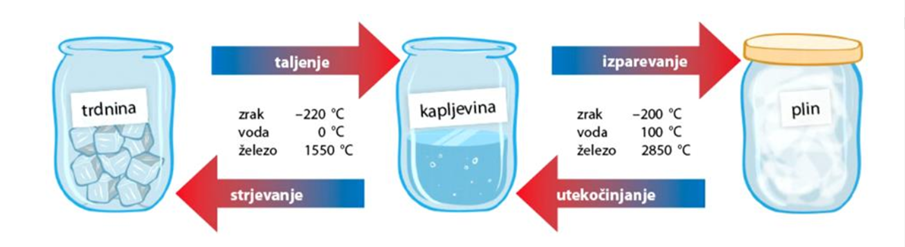 trdnina
taljenje
zrak −220 °C
voda 0 °C
železo 1550 °C
strjevanje
kapljevina
izparevanje
zrak −200 °C
voda 100 °C
železo 2850 °C
utekočinjanje
plin